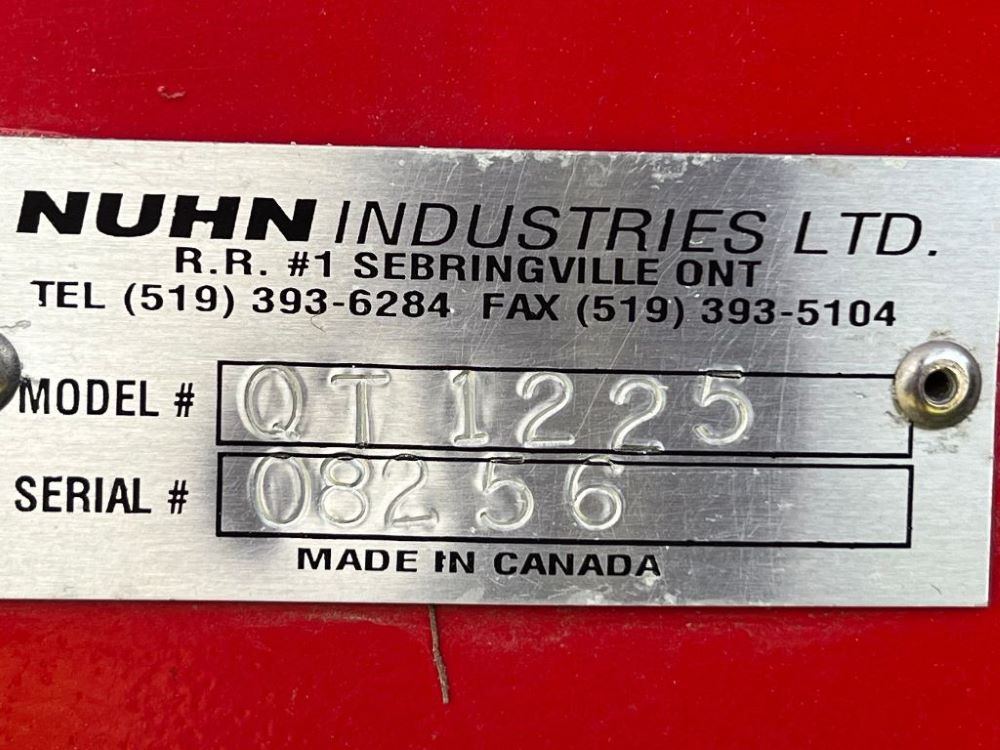 NUHN INDUSTRIES LTD.
R.R. #1 SEBRINGVILLE ONT
TEL (519) 393-6284 FAX (519) 393-5104
MODEL # QT 1225
SERIAL # 08256
MADE IN CANADA